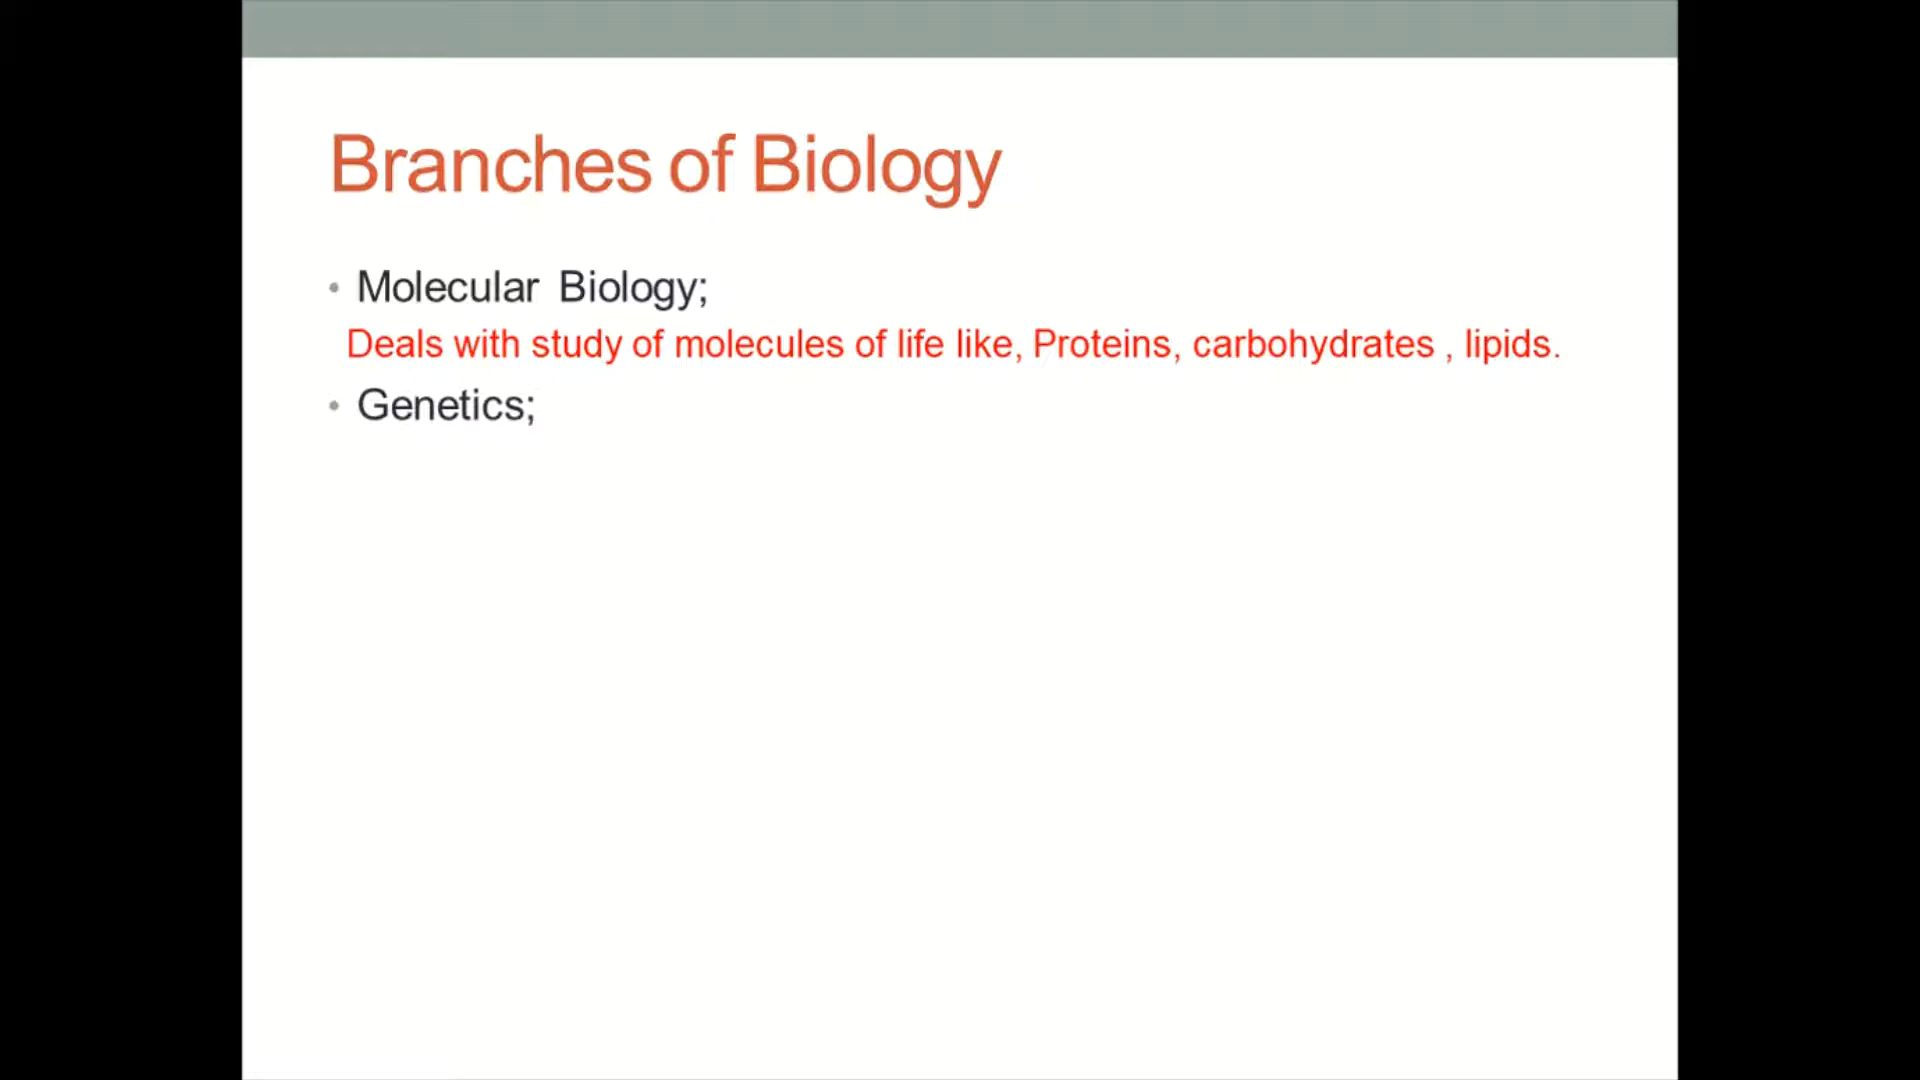 Branches of Biology
• Molecular Biology;
Deals with study of molecules of life like, Proteins, carbohydrates , lipids.
• Genetics;